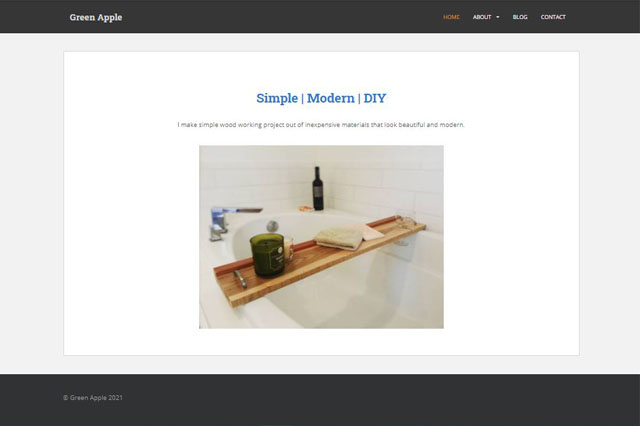 Green Apple
HOME ABOUT BLOG CONTACT
Simple | Modern | DIY
I make simple wood working project out of inexpensive materials that look beautiful and modern.
© Green Apple 2021